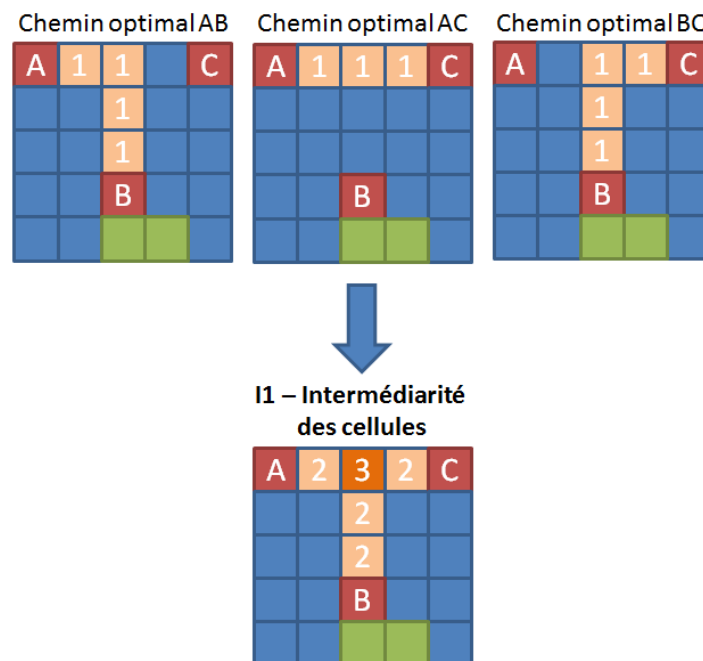 Chemin optimal AB
Chemin optimal AC
Chemin optimal BC
A 1 1 C
1
1
B
A 1 1 1 C
B
A 1 1 C
1
1
B
I1 – Intermédiarité
des cellules
A 2 3 2 C
2
2
B